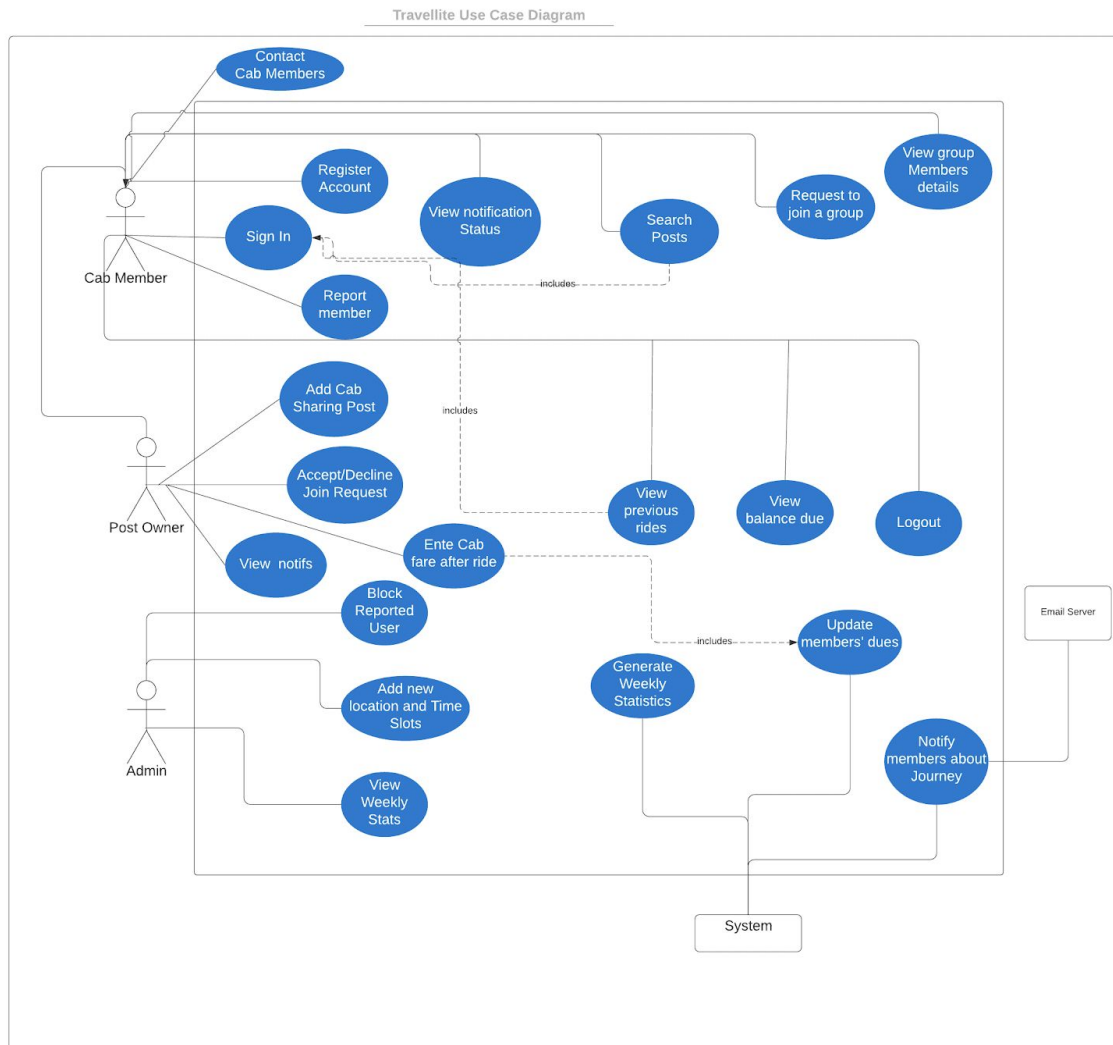 Travellite Use Case Diagram
Contact
Cab Members
Register
Account
View notification
Status
Search
Posts
Request to
join a group
View group
Members
details
Sign In
Cab Member
includes
Report
member
Add Cab
Sharing Post
includes
Accept/Decline
Join Request
Post Owner
View
previous
rides
View
balance due
Logout
View notifs
Ente Cab
fare after ride
Block
Reported
User
Email Server
Update
members' dues
includes
Generate
Weekly
Statistics
Add new
location and Time
Slots
Admin
Notify
members about
Journey
View
Weekly
Stats
System